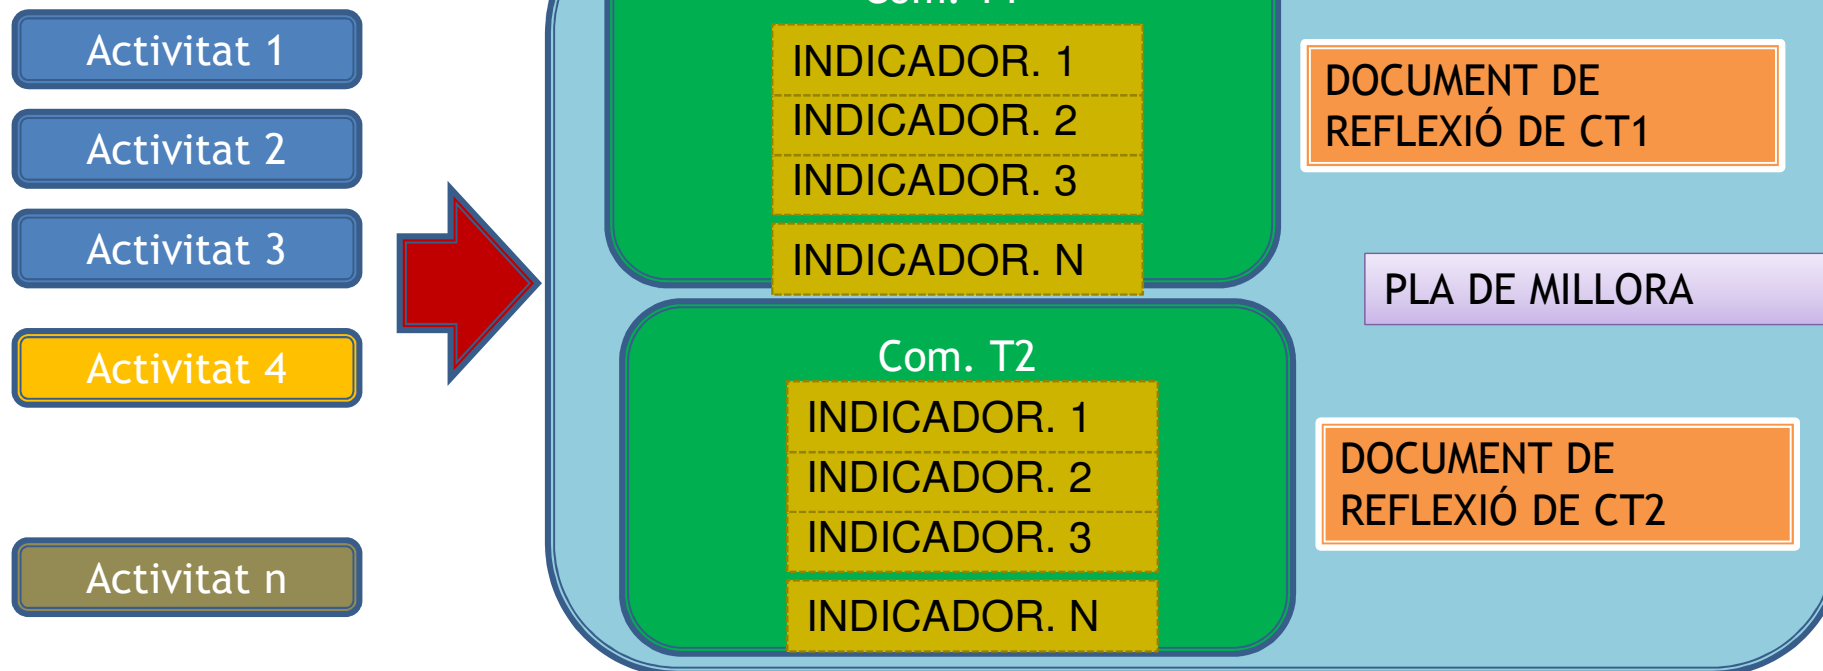 Activitat 1
Activitat 2
Activitat 3
Activitat 4
Activitat n
INDICADOR. 1
INDICADOR. 2
INDICADOR. 3
INDICADOR. N
Com. T2
INDICADOR. 1
INDICADOR. 2
INDICADOR. 3
INDICADOR. N
DOCUMENT DE
REFLEXIÓ DE CT1
PLA DE MILLORA
DOCUMENT DE
REFLEXIÓ DE CT2